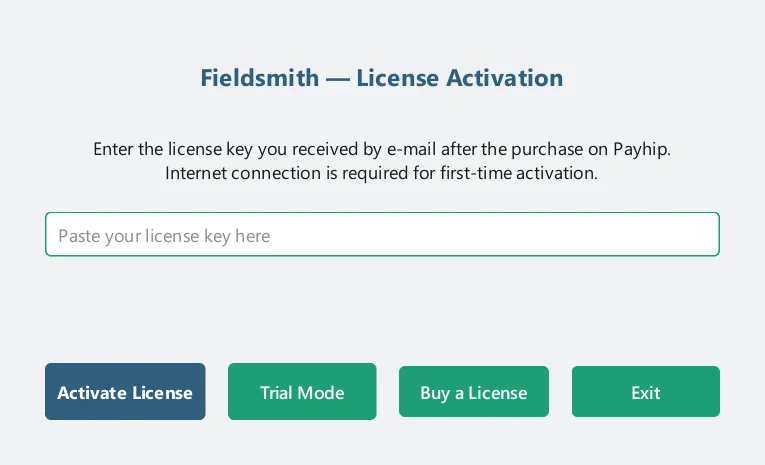 Fieldsmith — License Activation
Enter the license key you received by e-mail after the purchase on Payhip.
Internet connection is required for first-time activation.
Paste your license key here
Activate License
Trial Mode
Buy a License
Exit